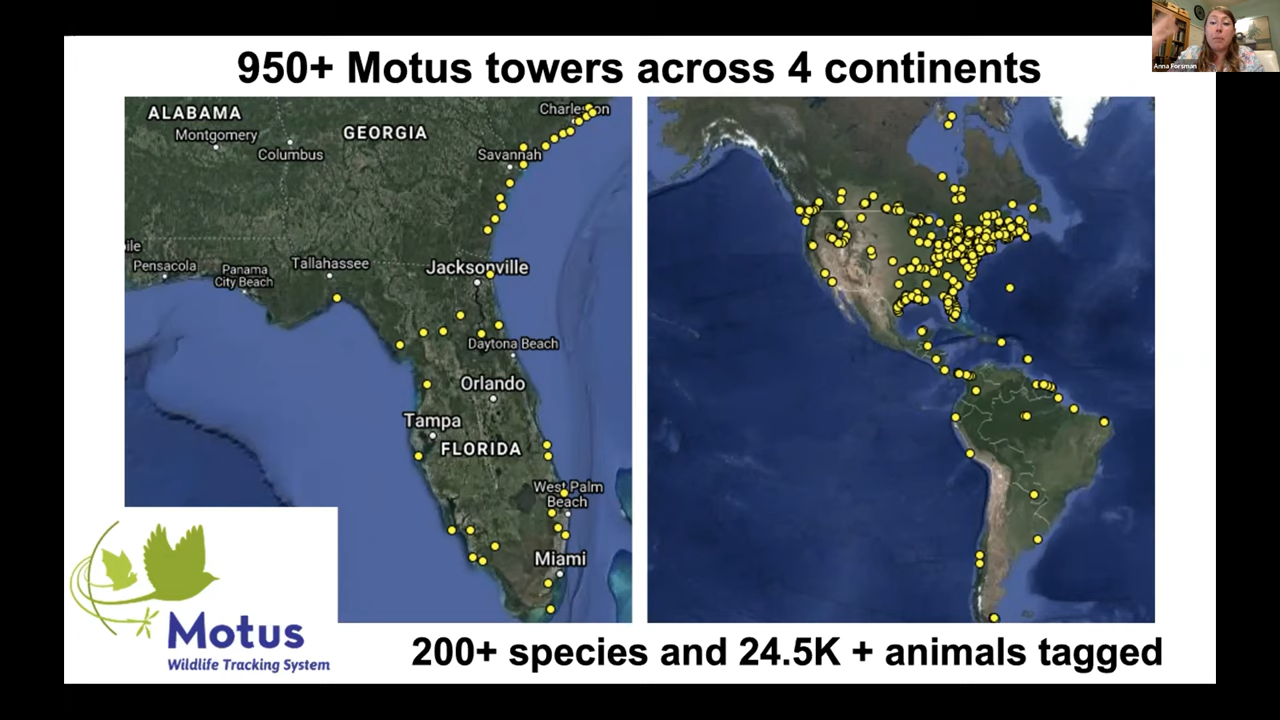 950+ Motus towers across 4 continents
Anna Forsman
ALABAMA
Montgomery
Columbus
GEORGIA
Charleston
Savannah
ile
Pensacola
Panama
City Beach
Tallahassee
Jacksonville
Daytona Beach
Orlando
Tampa
FLORIDA
West Palm
Beach
Miami
Motus
Wildlife Tracking System
200+ species and 24.5K + animals tagged